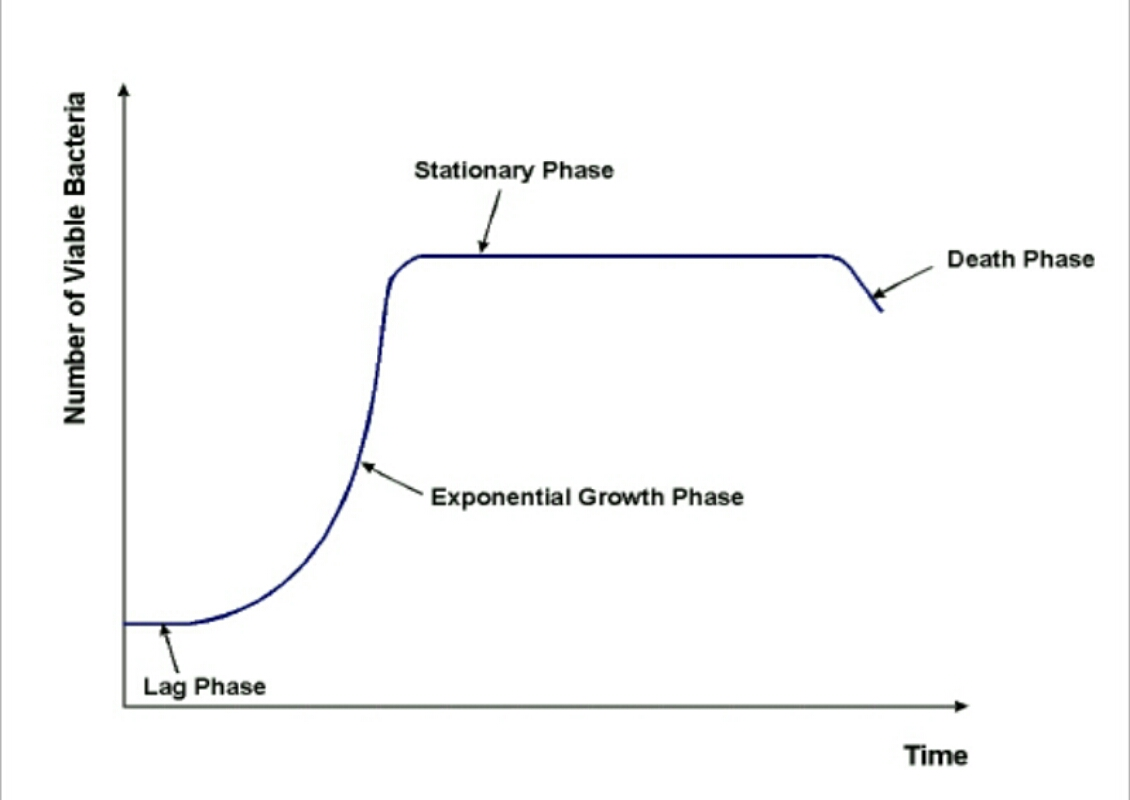 Number of Viable Bacteria
Stationary Phase
Death Phase
Exponential Growth Phase
Lag Phase
Time